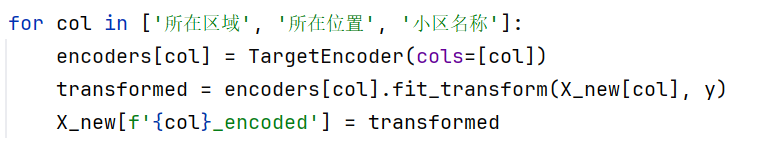 for col in ['所在区域', '所在位置', '小区名称']:
    encoders[col] = TargetEncoder(cols=[col])
    transformed = encoders[col].fit_transform(X_new[col], y)
    X_new[f'{col}_encoded'] = transformed